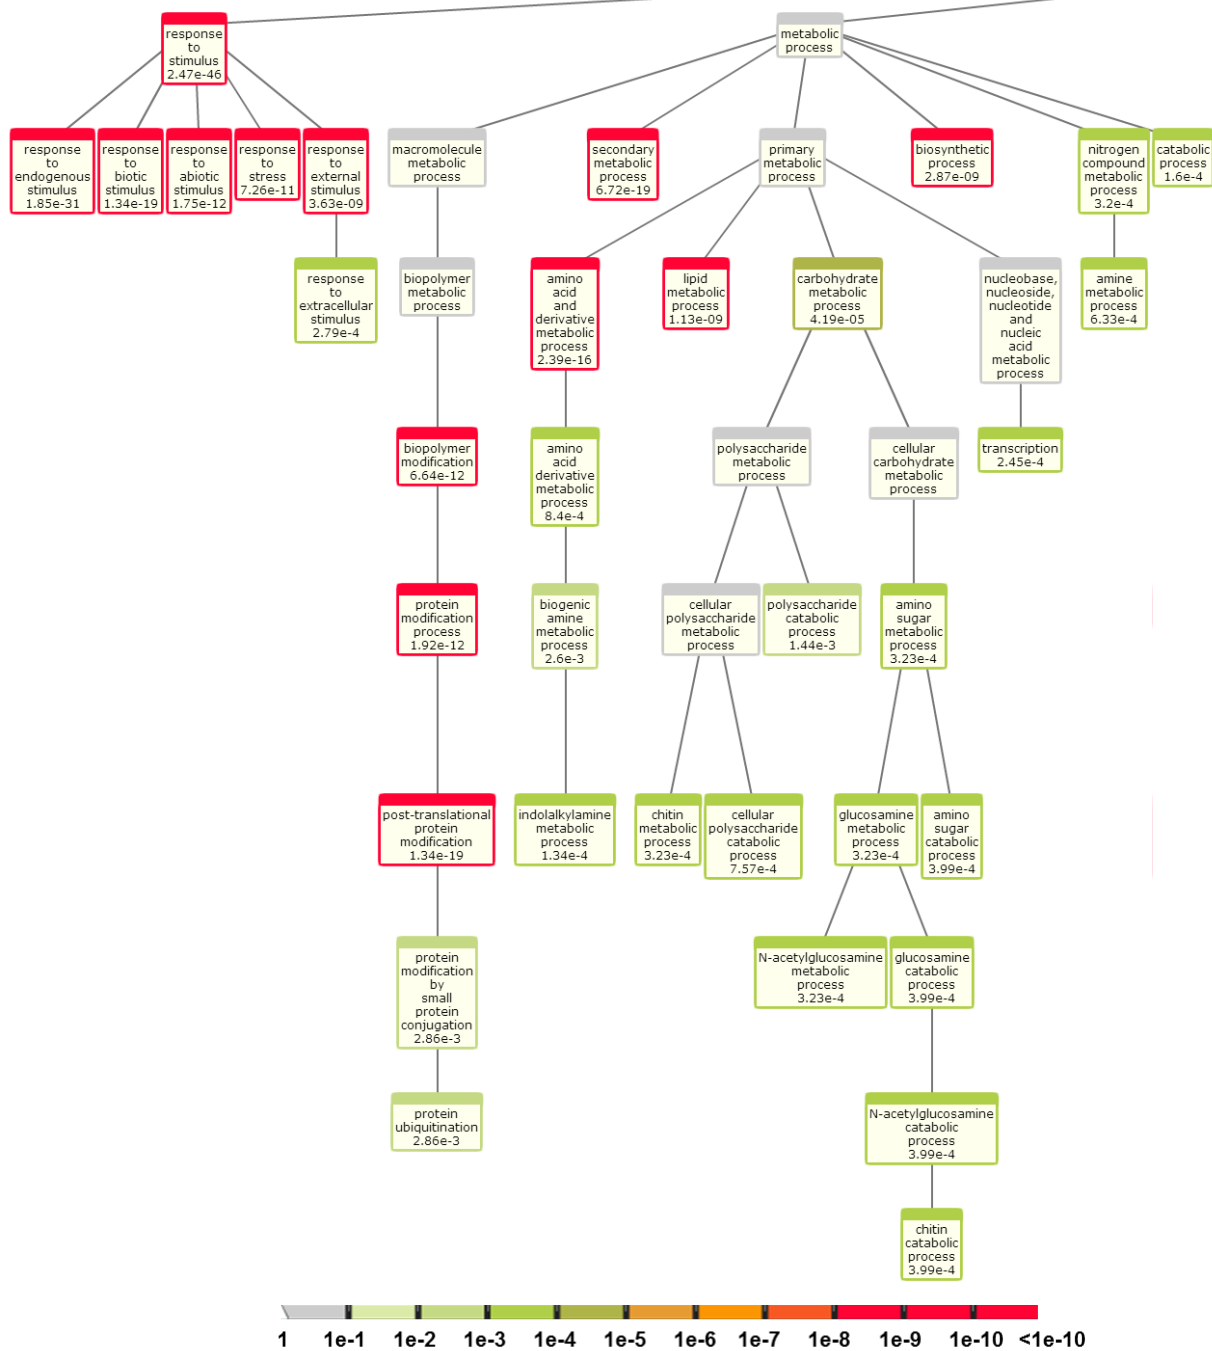 response
to
stimulus
2.47e-46
metabolic
process
response
to
endogenous
stimulus
1.85e-31
response
to
biotic
stimulus
1.34e-19
response
to
abiotic
stimulus
1.75e-12
response
to
stress
7.26e-11
response
to
external
stimulus
3.63e-09
macromolecule
metabolic
process
secondary
metabolic
process
6.72e-19
primary
metabolic
process
biosynthetic
process
2.87e-09
nitrogen
compound
metabolic
process
3.2e-4
catabolic
process
1.6e-4
response
to
extracellular
stimulus
2.79e-4
biopolymer
metabolic
process
amino
acid
and
derivative
metabolic
process
2.39e-16
lipid
metabolic
process
1.13e-09
carbohydrate
metabolic
process
4.19e-05
nucleobase,
nucleoside,
nucleotide
and
nucleic
acid
metabolic
process
amine
metabolic
process
6.33e-4
biopolymer
modification
6.64e-12
amino
acid
derivative
metabolic
process
8.4e-4
polysaccharide
metabolic
process
cellular
carbohydrate
metabolic
process
transcription
2.45e-4
protein
modification
process
1.92e-12
biogenic
amine
metabolic
process
2.6e-3
cellular
polysaccharide
metabolic
process
polysaccharide
catabolic
process
1.44e-3
amino
sugar
metabolic
process
3.23e-4
post-translational
protein
modification
1.34e-19
indolalkylamine
metabolic
process
1.34e-4
chitin
metabolic
process
3.23e-4
cellular
polysaccharide
catabolic
process
7.57e-4
glucosamine
metabolic
process
3.23e-4
amino
sugar
catabolic
process
3.99e-4
protein
modification
by
small
protein
conjugation
2.86e-3
N-acetylglucosamine
metabolic
process
3.23e-4
glucosamine
catabolic
process
3.99e-4
protein
ubiquitination
2.86e-3
N-acetylglucosamine
catabolic
process
3.99e-4
chitin
catabolic
process
3.99e-4
1 1e-1 1e-2 1e-3 1e-4 1e-5 1e-6 1e-7 1e-8 1e-9 1e-10 <1e-10